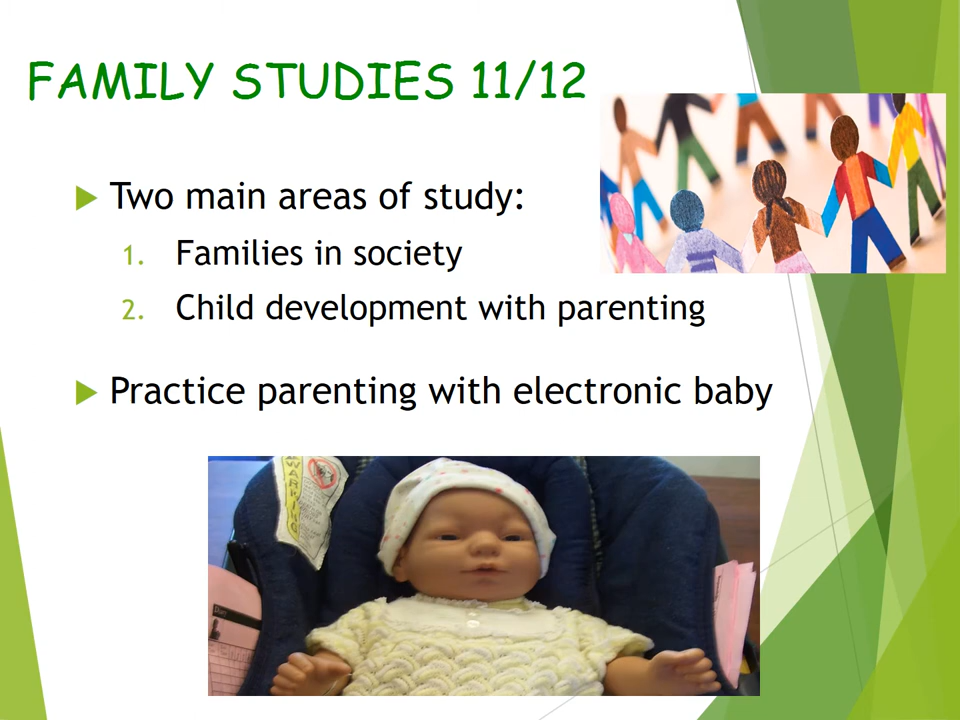 FAMILY STUDIES 11/12
Two main areas of study:
1. Families in society
2. Child development with parenting
Practice parenting with electronic baby
WARNING